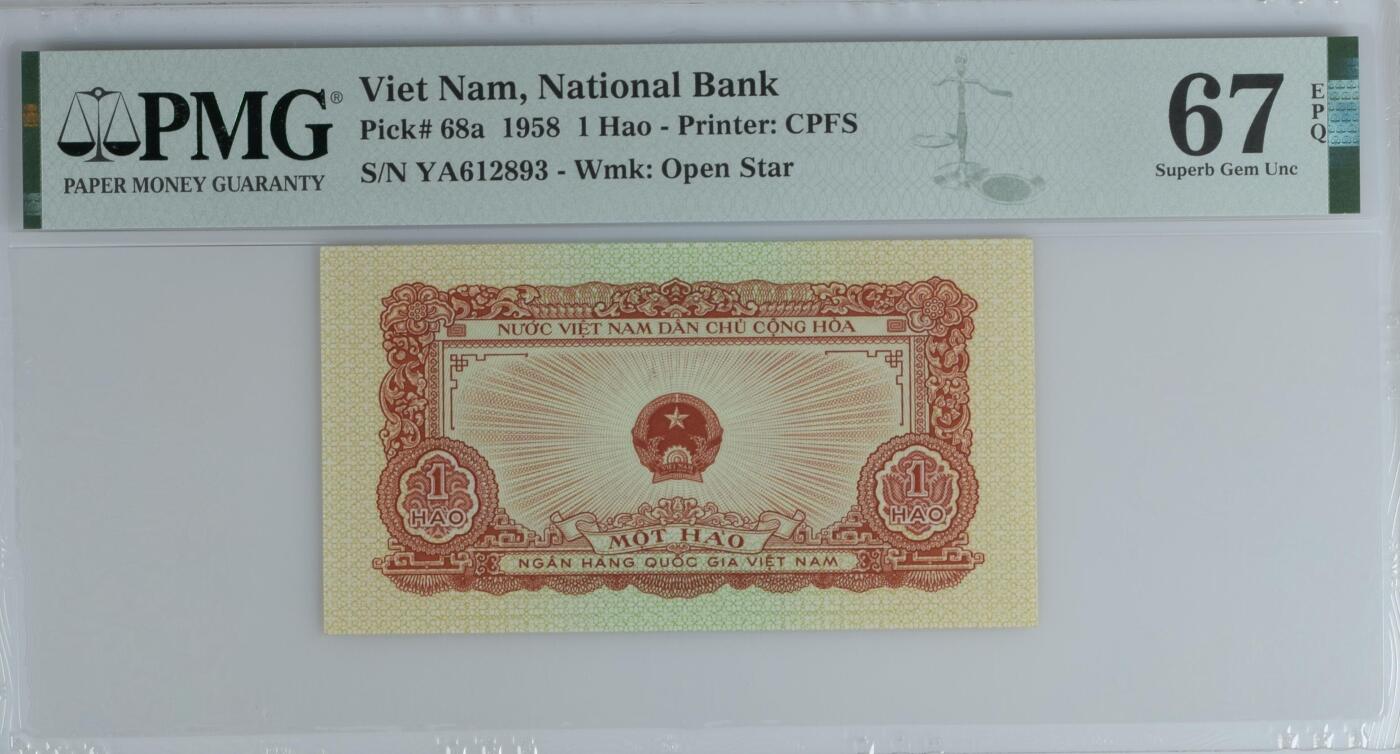 PMG®
PAPER MONEY GUARANTY
Viet Nam, National Bank
Pick# 68a 1958 1 Hao - Printer: CPFS
S/N YA612893 - Wmk: Open Star
67
EPQ
Superb Gem Unc
NƯỚC VIỆT NAM DÂN CHỦ CỘNG HÒA
1
HÀO
1
HÀO
MỘT HÀO
NGÂN HÀNG QUỐC GIA VIỆT NAM